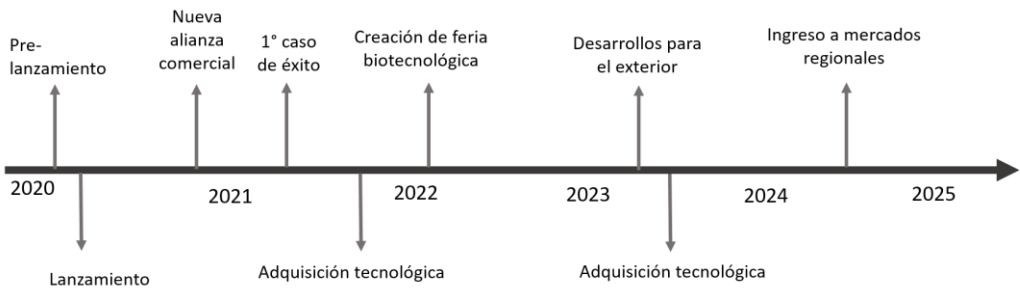 Pre-
lanzamiento
Nueva
alianza
comercial
1° caso
de éxito
Creación de feria
biotecnológica
Desarrollos para
el exterior
Ingreso a mercados
regionales
2020
2021
2022
2023
2024
2025
Lanzamiento
Adquisición tecnológica
Adquisición tecnológica